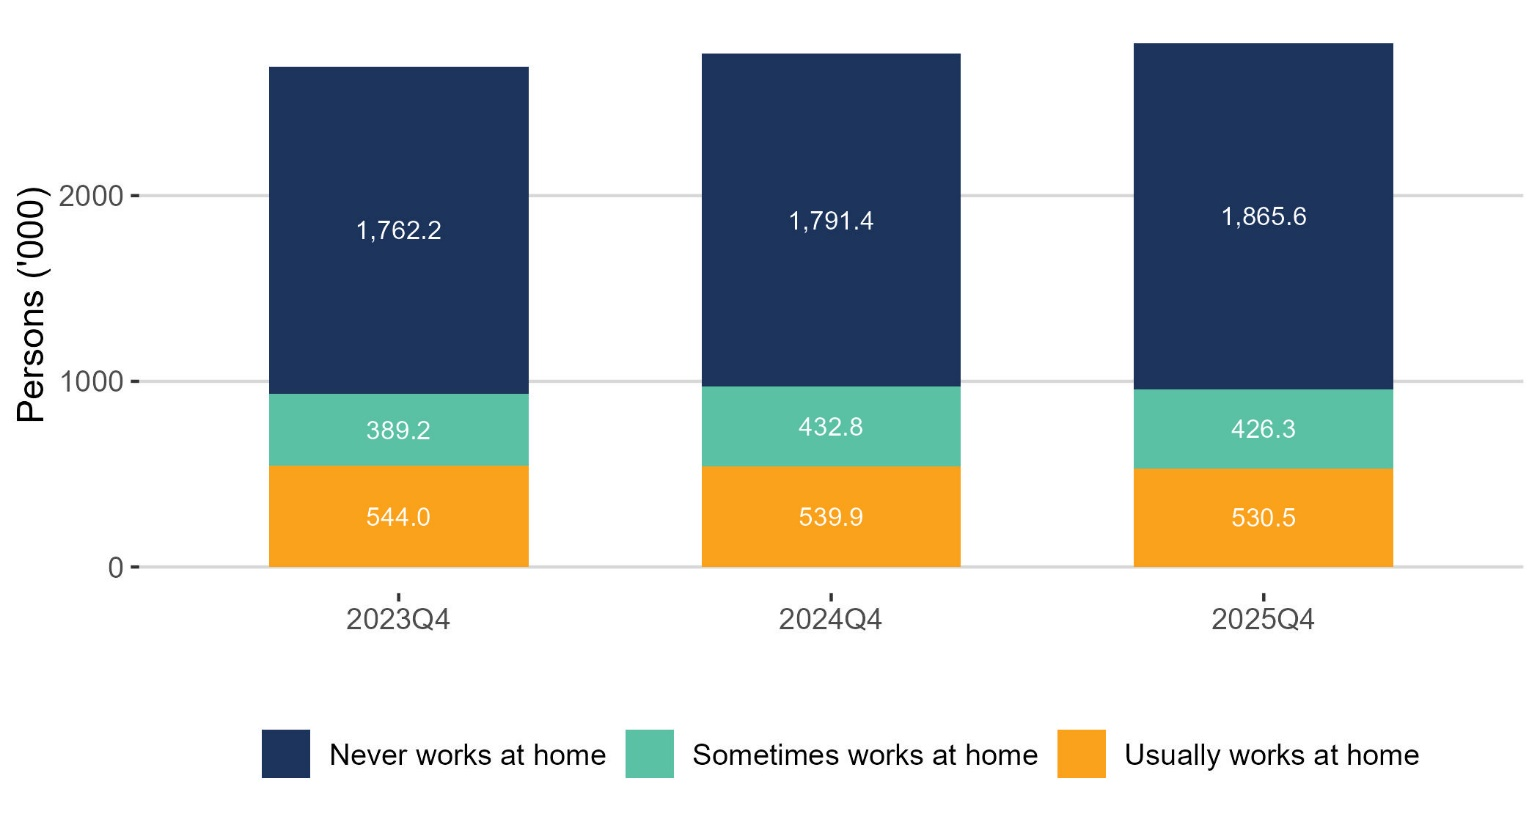 Persons ('000)
2000
1000
0
1,762.2
1,791.4
1,865.6
389.2
432.8
426.3
544.0
539.9
530.5
2023Q4
2024Q4
2025Q4
Never works at home
Sometimes works at home
Usually works at home